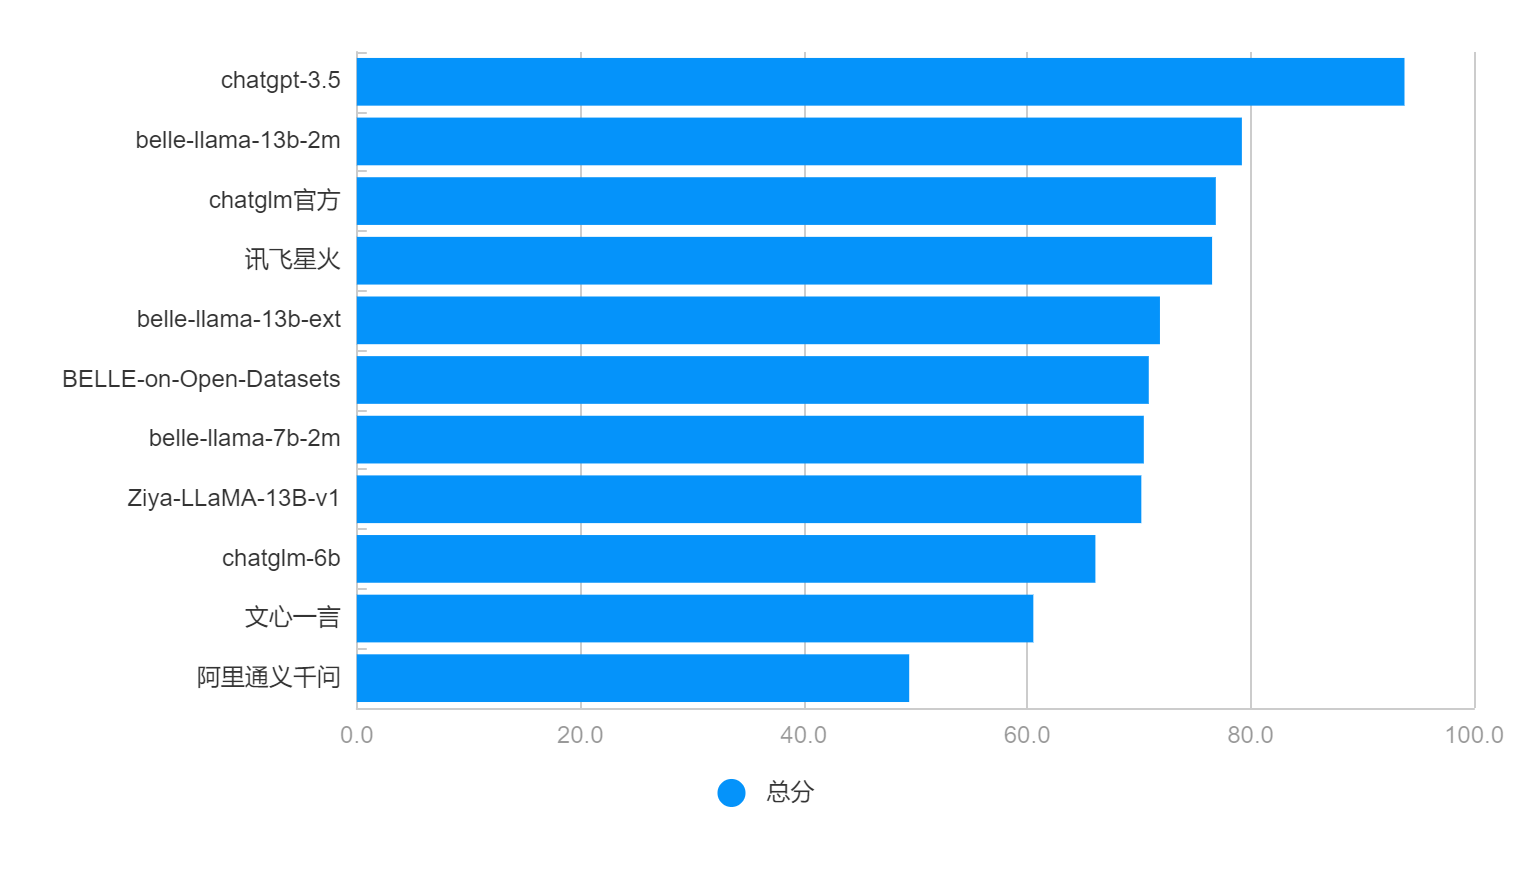 chatgpt-3.5
belle-llama-13b-2m
chatglm官方
讯飞星火
belle-llama-13b-ext
BELLE-on-Open-Datasets
belle-llama-7b-2m
Ziya-LLaMA-13B-v1
chatglm-6b
文心一言
阿里通义千问
0.0 20.0 40.0 60.0 80.0 100.0
总分